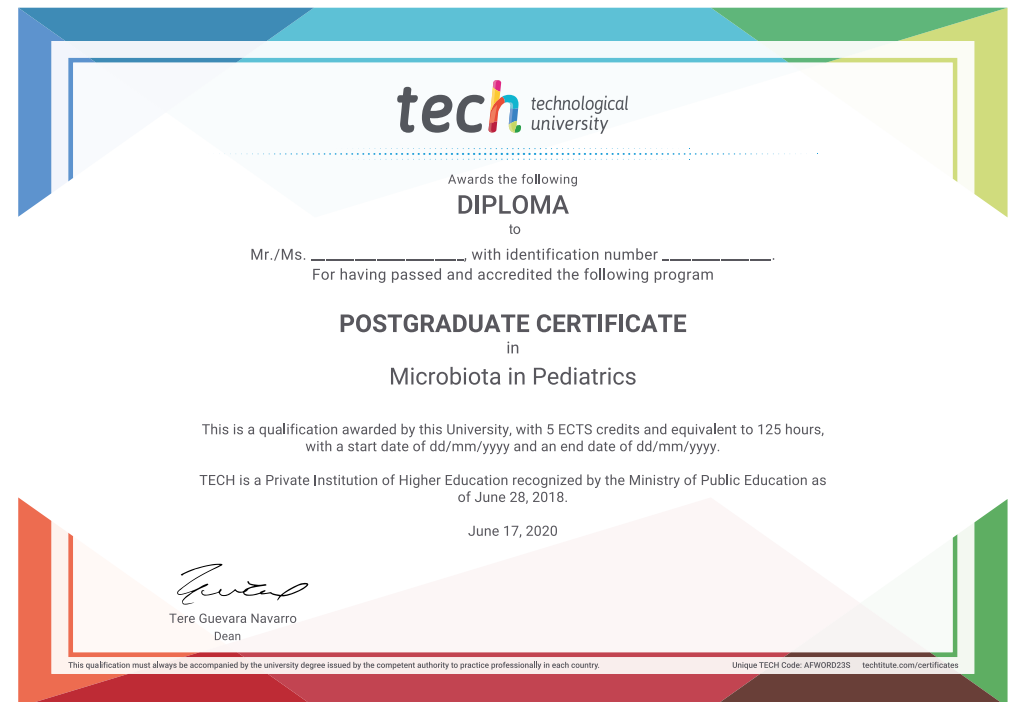 tech technological
university
Awards the following
DIPLOMA
to
Mr./Ms. ____________________, with identification number ______________.
For having passed and accredited the following program
POSTGRADUATE CERTIFICATE
in
Microbiota in Pediatrics
This is a qualification awarded by this University, with 5 ECTS credits and equivalent to 125 hours,
with a start date of dd/mm/yyyy and an end date of dd/mm/yyyy.
TECH is a Private Institution of Higher Education recognized by the Ministry of Public Education as
of June 28, 2018.
June 17, 2020
Tere Guevara Navarro
Dean
This qualification must always be accompanied by the university degree issued by the competent authority to practice professionally in each country.
Unique TECH Code: AFWORD23S techtitute.com/certificates